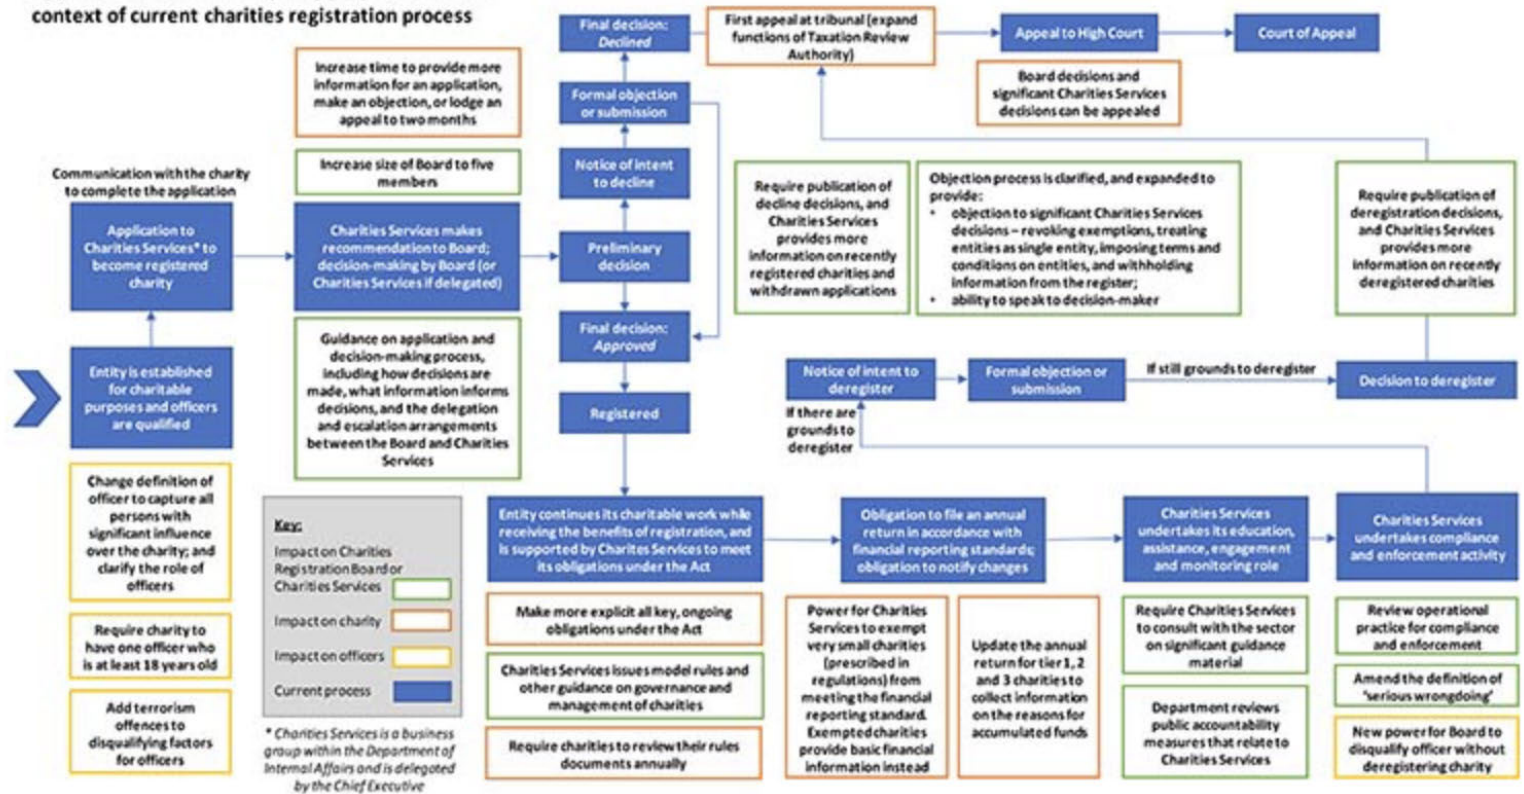 context of current charities registration process
Increase time to provide more
information for an application,
make an objection, or lodge an
appeal to two months
Increase size of Board to five
members
Communication with the charity
to complete the application
Application to
Charities Services* to
become registered
charity
Charities Services makes
recommendation to Board;
decision-making by Board (or
Charities Services if delegated)
Guidance on application and
decision-making process,
including how decisions are
made, what information informs
decisions, and the delegation
and escalation arrangements
between the Board and Charities
Services
Entity is established
for charitable
purposes and officers
are qualified
Change definition of
officer to capture all
persons with
significant influence
over the charity; and
clarify the role of
officers
Require charity to
have one officer who
is at least 18 years old
Add terrorism
offences to
disqualifying factors
for officers
Key:
Impact on Charities
Registration Board or
Charities Services
Impact on charity
Impact on officers
Current process
* Charities Services is a business
group within the Department of
Internal Affairs and is delegated
by the Chief Executive
Final decision:
Declined
Formal objection
or submission
Notice of intent
to decline
Preliminary
decision
Final decision:
Approved
Registered
First appeal at tribunal (expand
functions of Taxation Review
Authority)
Appeal to High Court
Court of Appeal
Board decisions and
significant Charities Services
decisions can be appealed
Require publication of
decline decisions, and
Charities Services
provides more
information on recently
registered charities and
withdrawn applications
Objection process is clarified, and expanded to
provide:
• objection to significant Charities Services
decisions – revoking exemptions, treating
entities as single entity, imposing terms and
conditions on entities, and withholding
information from the register;
• ability to speak to decision-maker
Require publication of
deregistration decisions,
and Charities Services
provides more
information on recently
deregistered charities
Notice of intent to
deregister
Formal objection or
submission
If still grounds to deregister
Decision to deregister
If there are
grounds to
deregister
Entity continues its charitable work while
receiving the benefits of registration, and
is supported by Charites Services to meet
its obligations under the Act
Obligation to file an annual
return in accordance with
financial reporting standards;
obligation to notify changes
Charities Services
undertakes its education,
assistance, engagement
and monitoring role
Charities Services
undertakes compliance
and enforcement activity
Make more explicit all key, ongoing
obligations under the Act
Charities Services issues model rules and
other guidance on governance and
management of charities
Require charities to review their rules
documents annually
Power for Charities
Services to exempt
very small charities
(prescribed in
regulations) from
meeting the financial
reporting standard.
Exempted charities
provide basic financial
information instead
Update the annual
return for tier 1, 2
and 3 charities to
collect information
on the reasons for
accumulated funds
Require Charities Services
to consult with the sector
on significant guidance
material
Department reviews
public accountability
measures that relate to
Charities Services
Review operational
practice for compliance
and enforcement
Amend the definition of
'serious wrongdoing'
New power for Board to
disqualify officer without
deregistering charity